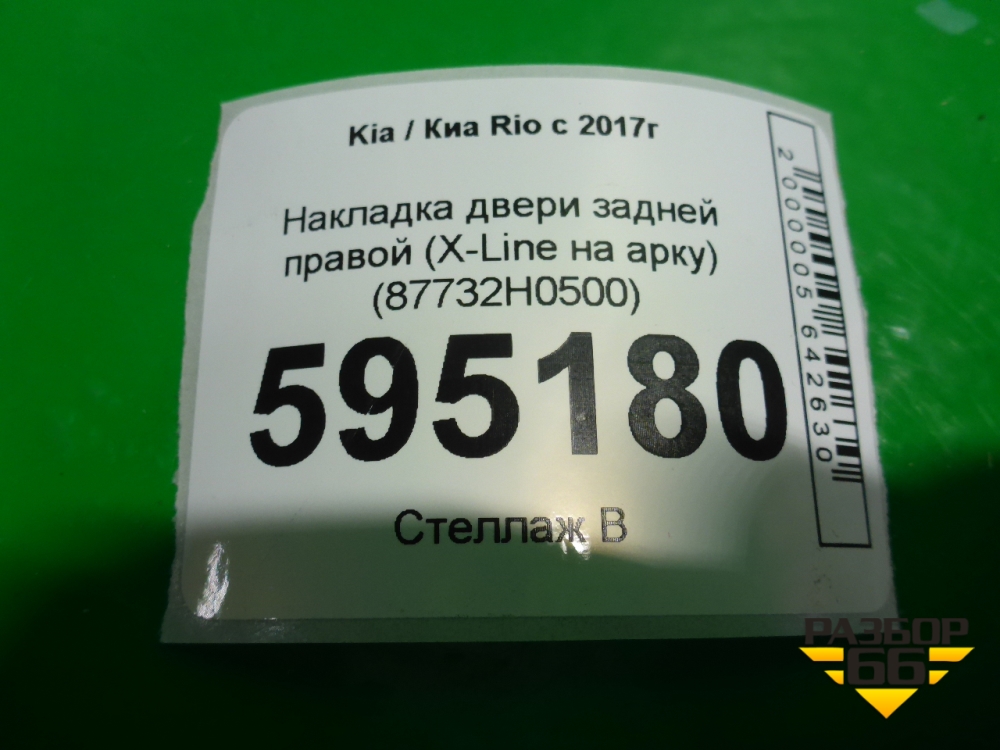 Kia / Киа Rio с 2017г
Накладка двери задней
правой (X-Line на арку)
(87732H0500)
595180
Стеллаж В
2000005642630
РАЗБОР
66